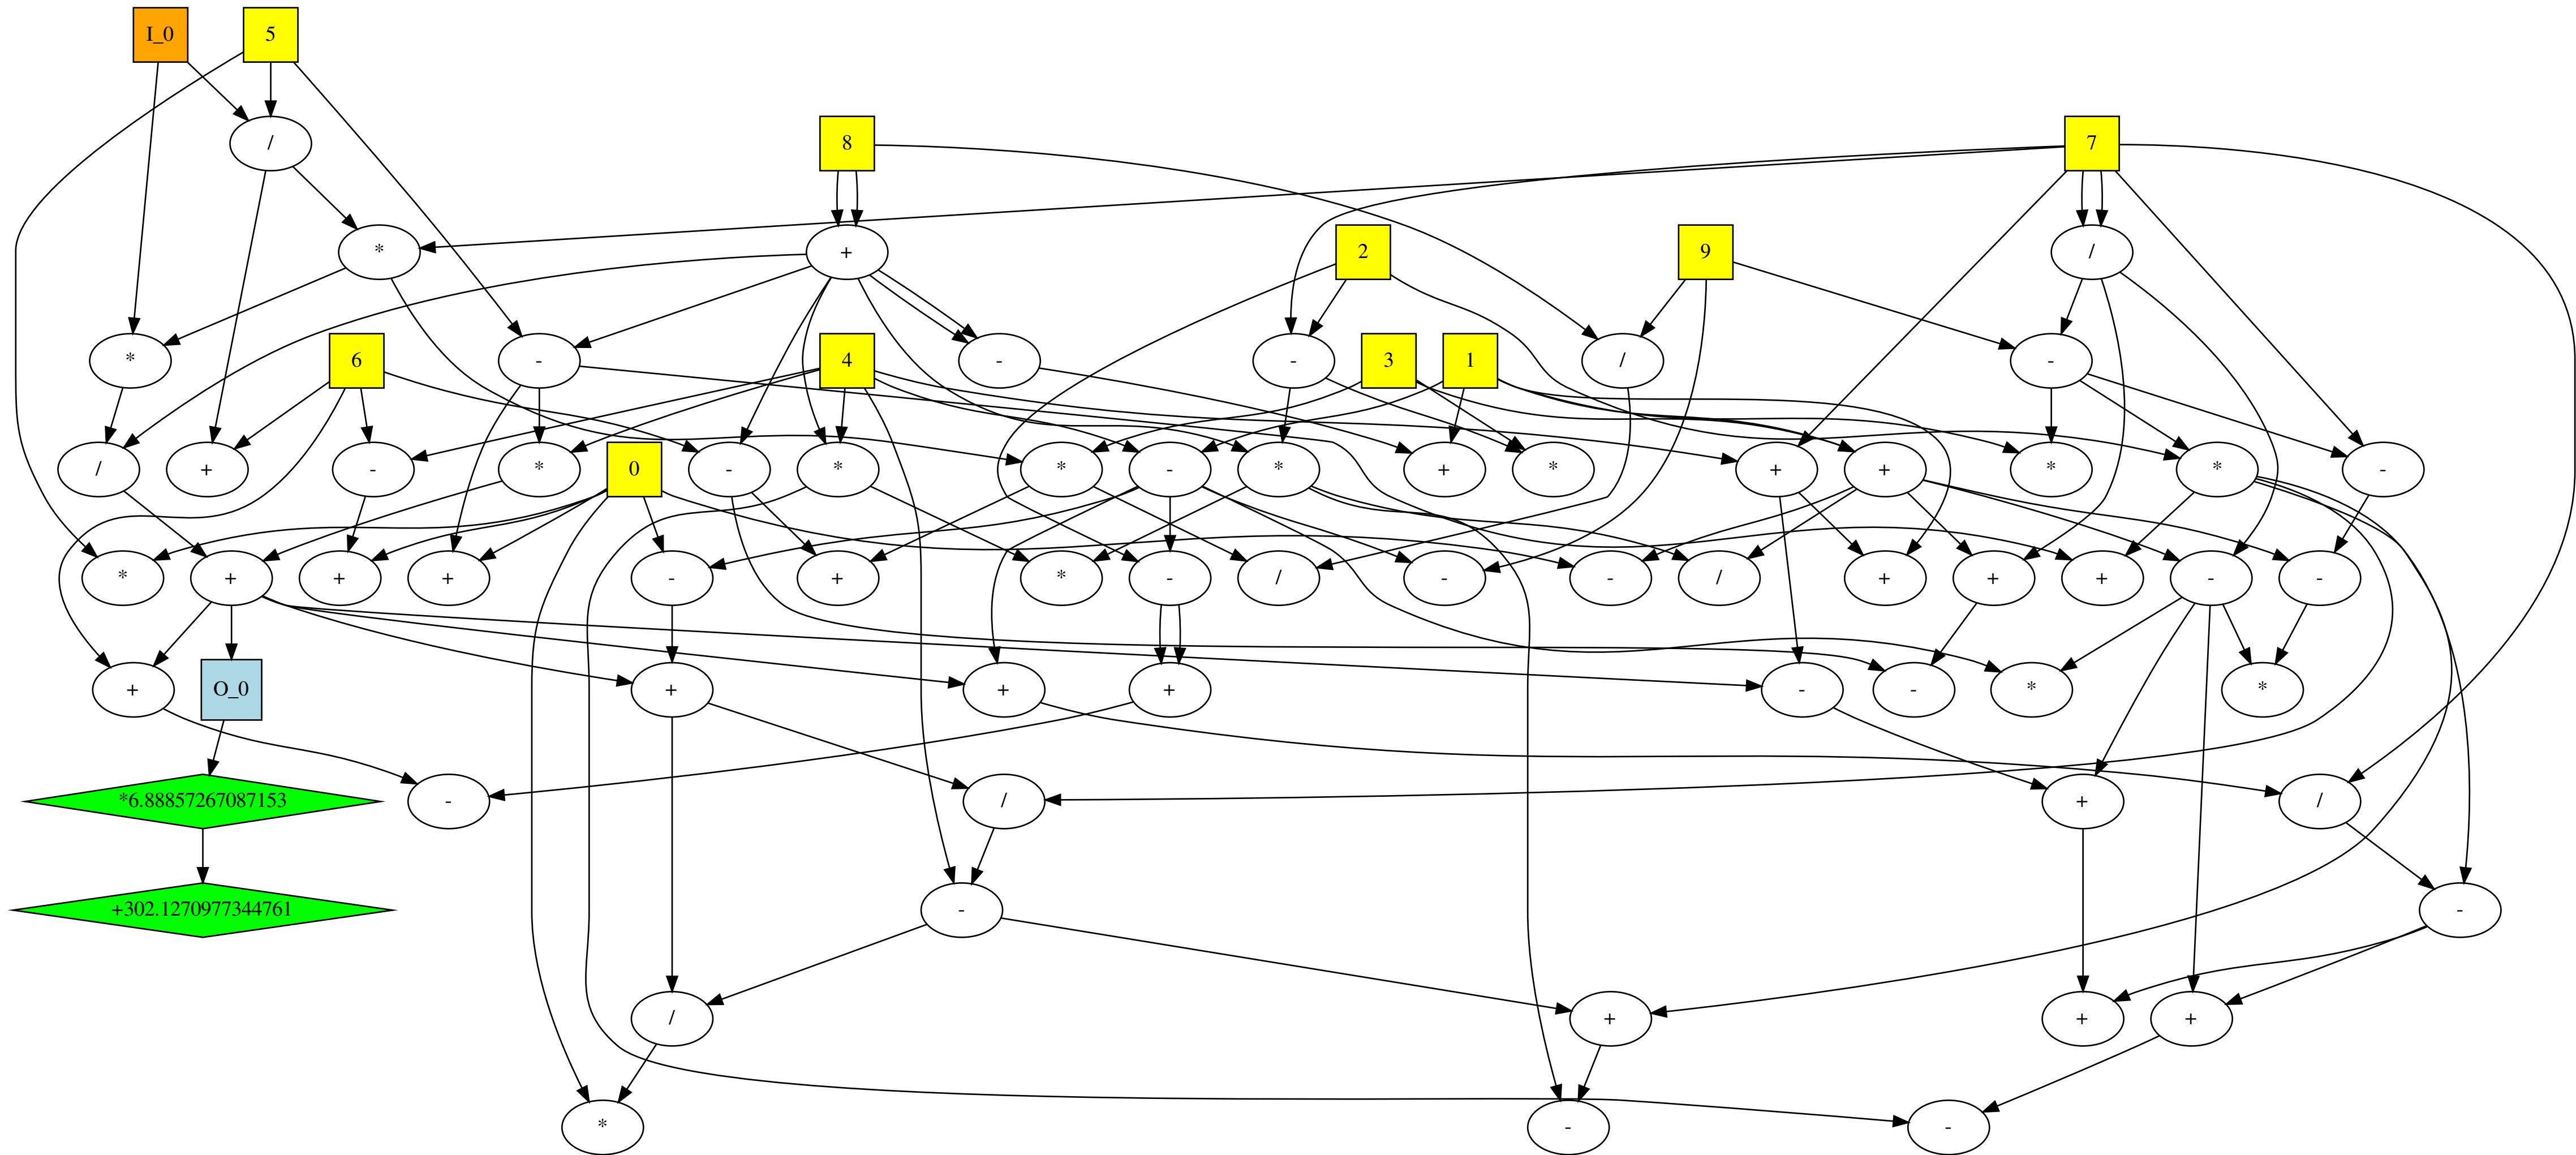 I_0 5
/ 8 7
* + 2 9 /
* 6 - 4 - - 3 1 / -
/ + - * 0 - * * - * + * + + * * -
* + + + - + * - / - - / + + + - -
+ O_0 + + + - - * *
*6.88857267087153 - / + /
+302.1270977344761 - -
/ + + +
* - -